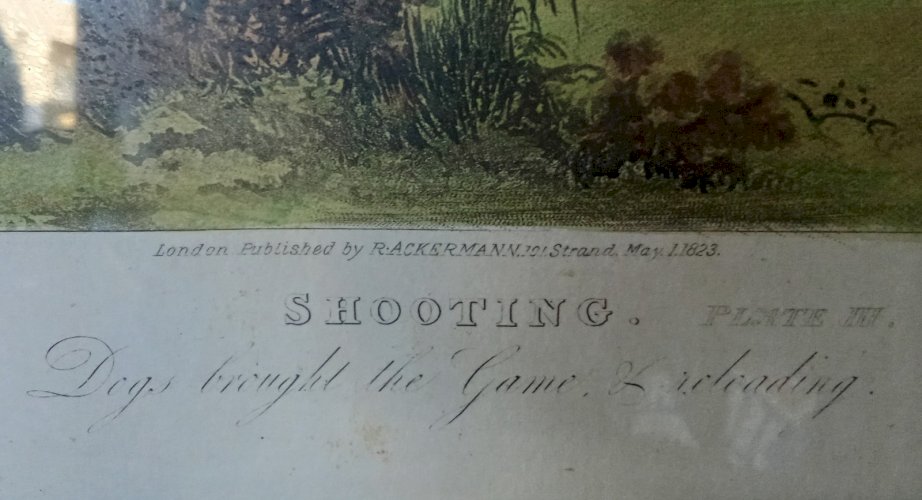 London Published by R. ACKERMANN, 101 Strand, May 1. 1823.
SHOOTING. PLATE III.
Dogs brought the Game, & reloading.